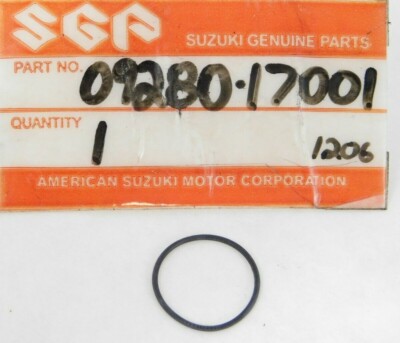 SGP
SUZUKI GENUINE PARTS
PART NO. 09280-17001
QUANTITY 1 1206
AMERICAN SUZUKI MOTOR CORPORATION